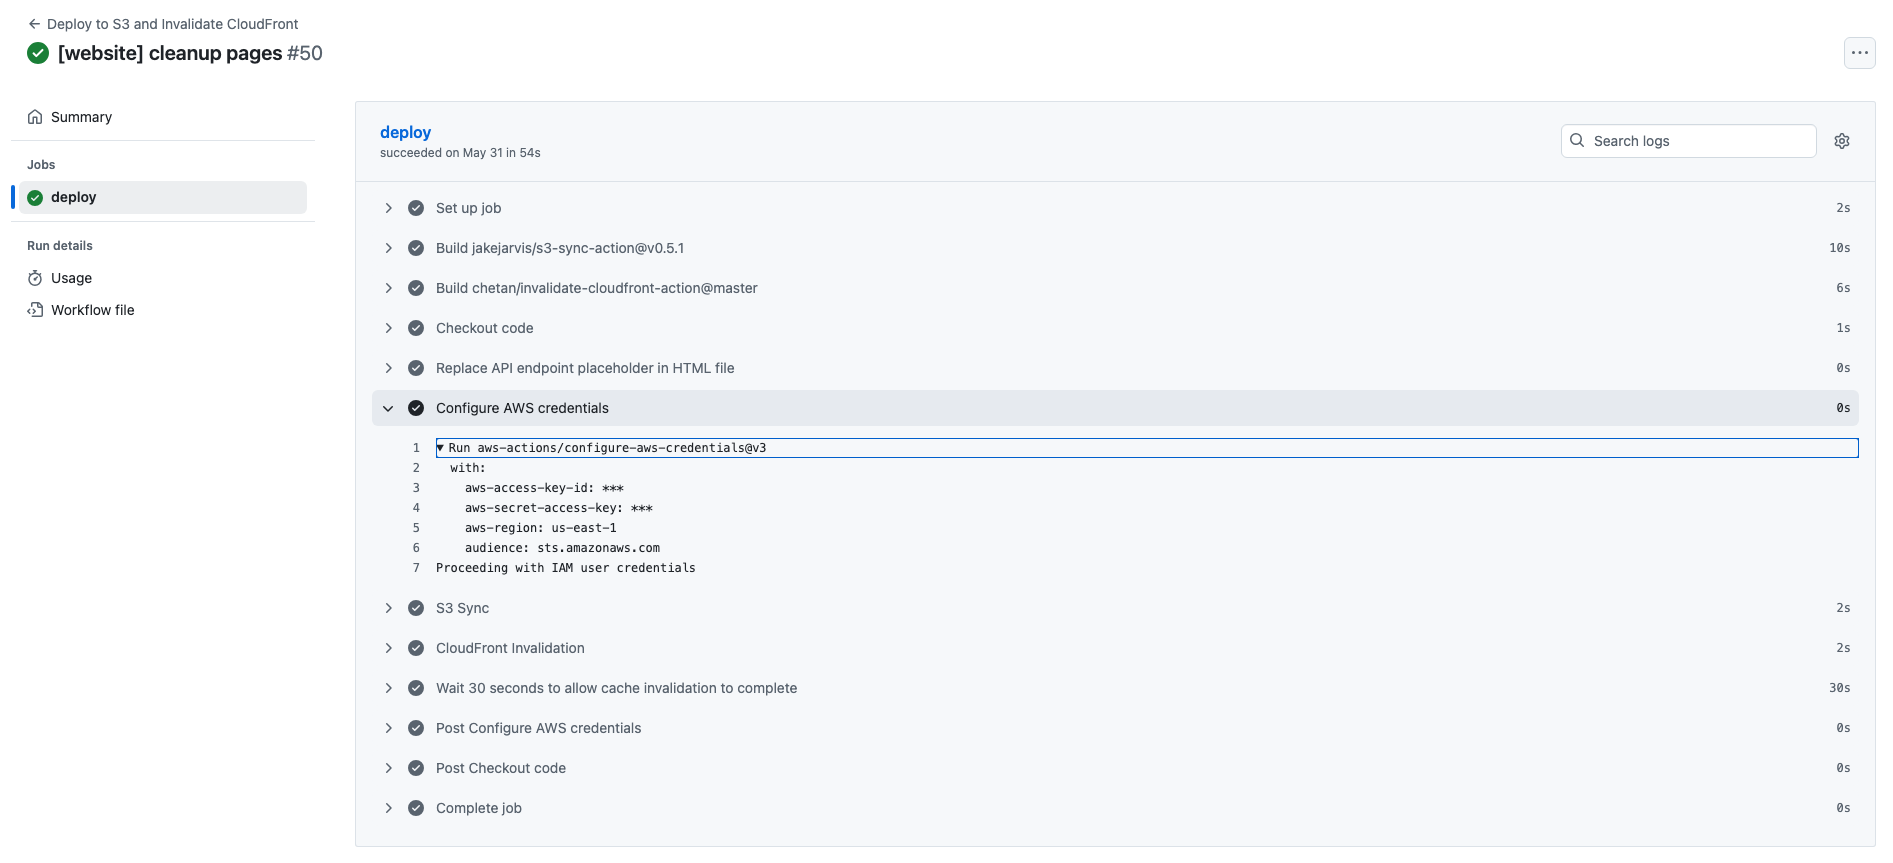 Deploy to S3 and Invalidate CloudFront
[website] cleanup pages #50
Summary
Jobs
deploy
Run details
Usage
Workflow file
deploy
succeeded on May 31 in 54s
Search logs
Set up job 2s
Build jakejarvis/s3-sync-action@v0.5.1 10s
Build chetan/invalidate-cloudfront-action@master 6s
Checkout code 1s
Replace API endpoint placeholder in HTML file 0s
Configure AWS credentials 0s
1 ▼ Run aws-actions/configure-aws-credentials@v3
2 with:
3 aws-access-key-id: ***
4 aws-secret-access-key: ***
5 aws-region: us-east-1
6 audience: sts.amazonaws.com
7 Proceeding with IAM user credentials
S3 Sync 2s
CloudFront Invalidation 2s
Wait 30 seconds to allow cache invalidation to complete 30s
Post Configure AWS credentials 0s
Post Checkout code 0s
Complete job 0s